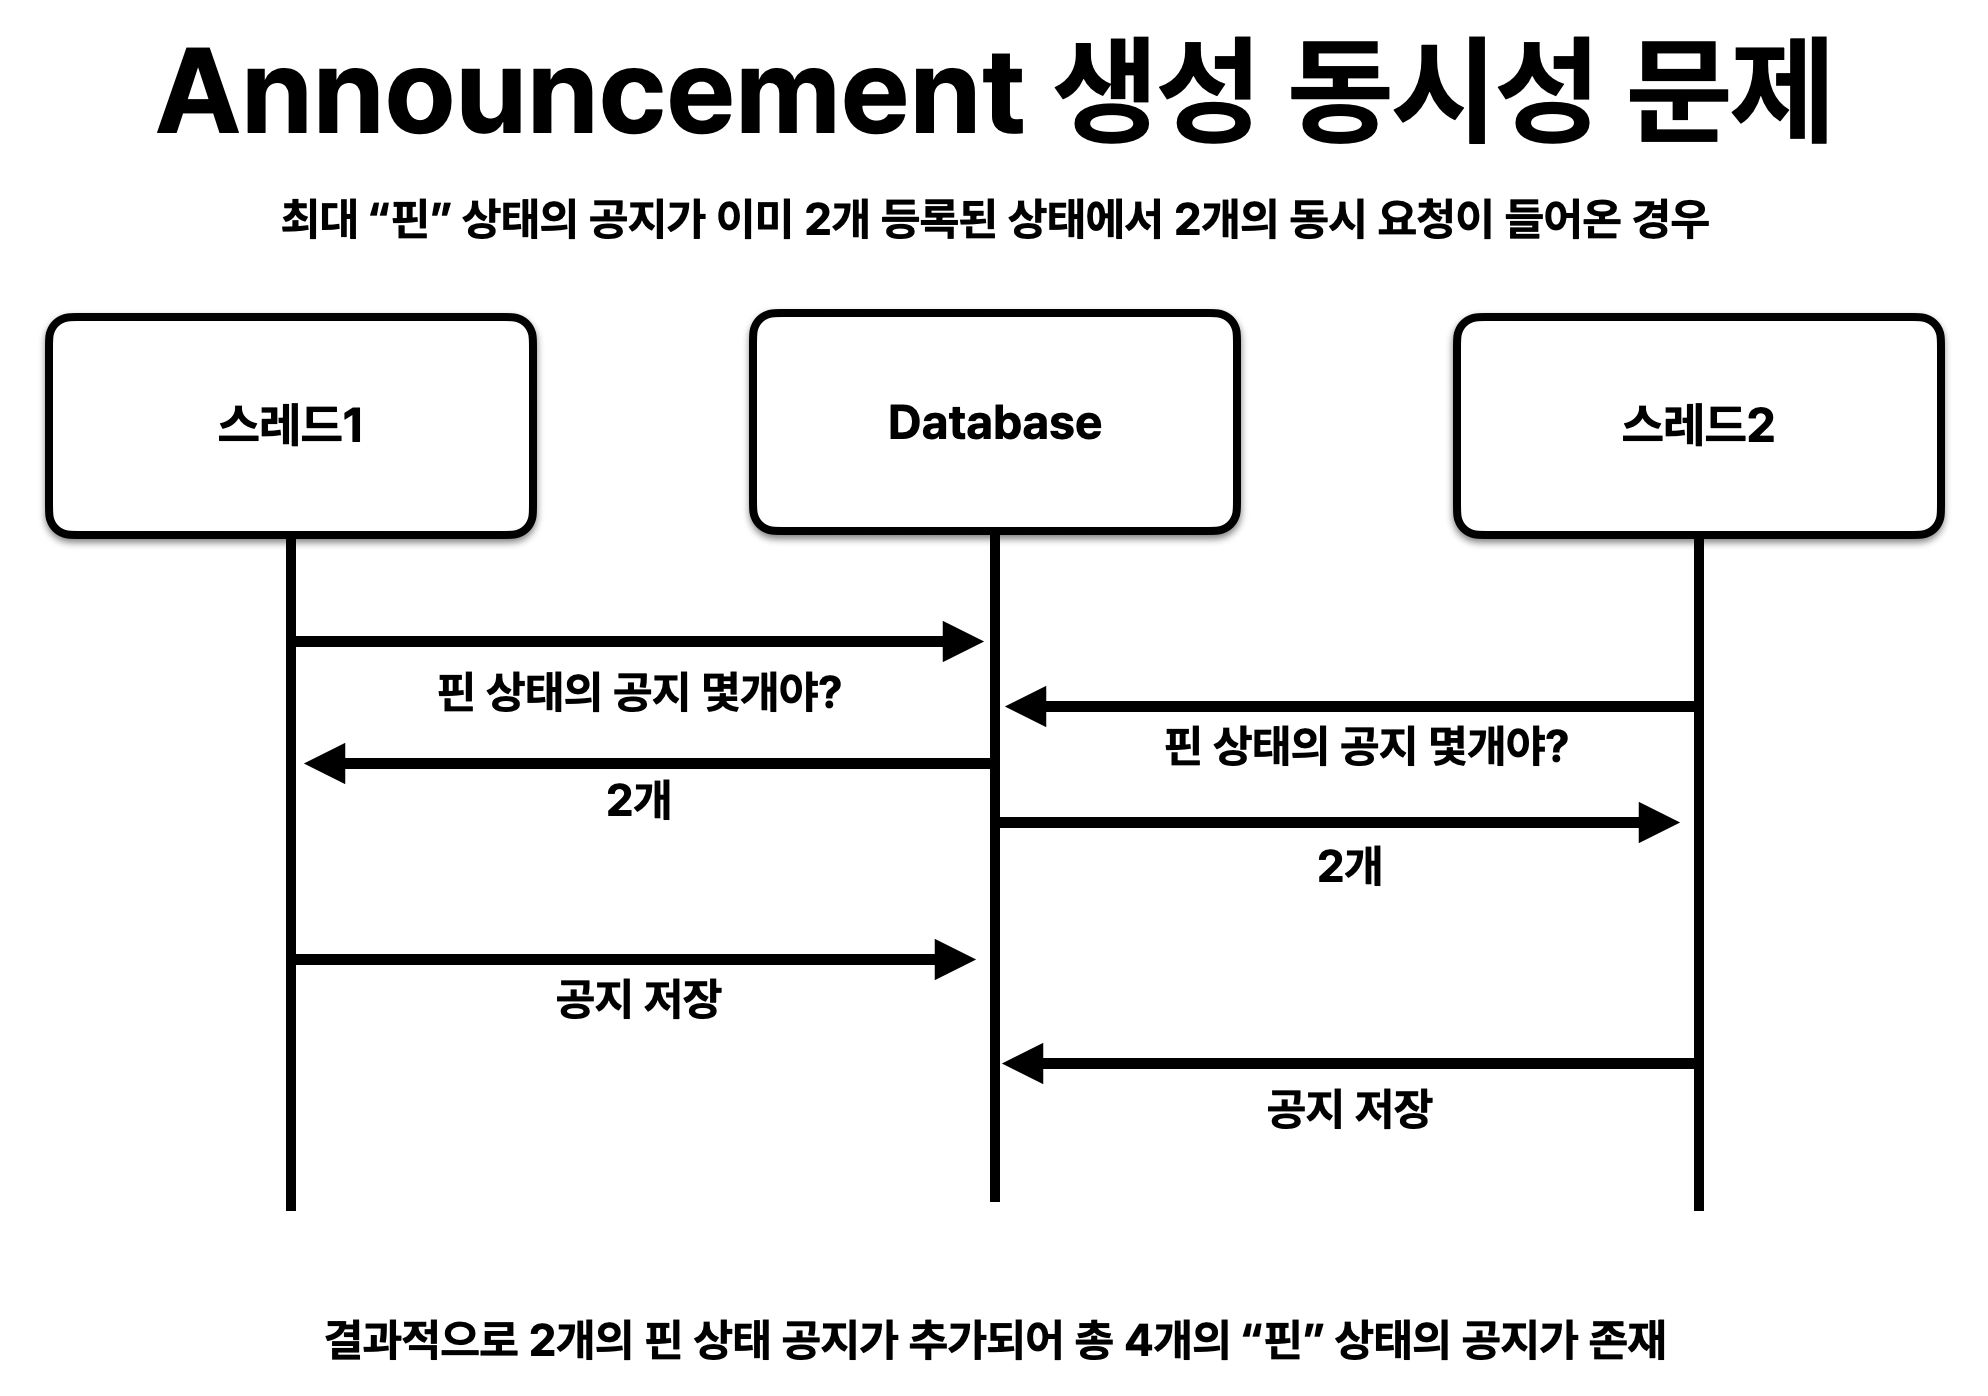 Announcement 생성 동시성 문제
최대 “핀” 상태의 공지가 이미 2개 등록된 상태에서 2개의 동시 요청이 들어온 경우
스레드1
Database
스레드2
핀 상태의 공지 몇개야?
핀 상태의 공지 몇개야?
2개
2개
공지 저장
공지 저장
결과적으로 2개의 핀 상태 공지가 추가되어 총 4개의 “핀” 상태의 공지가 존재